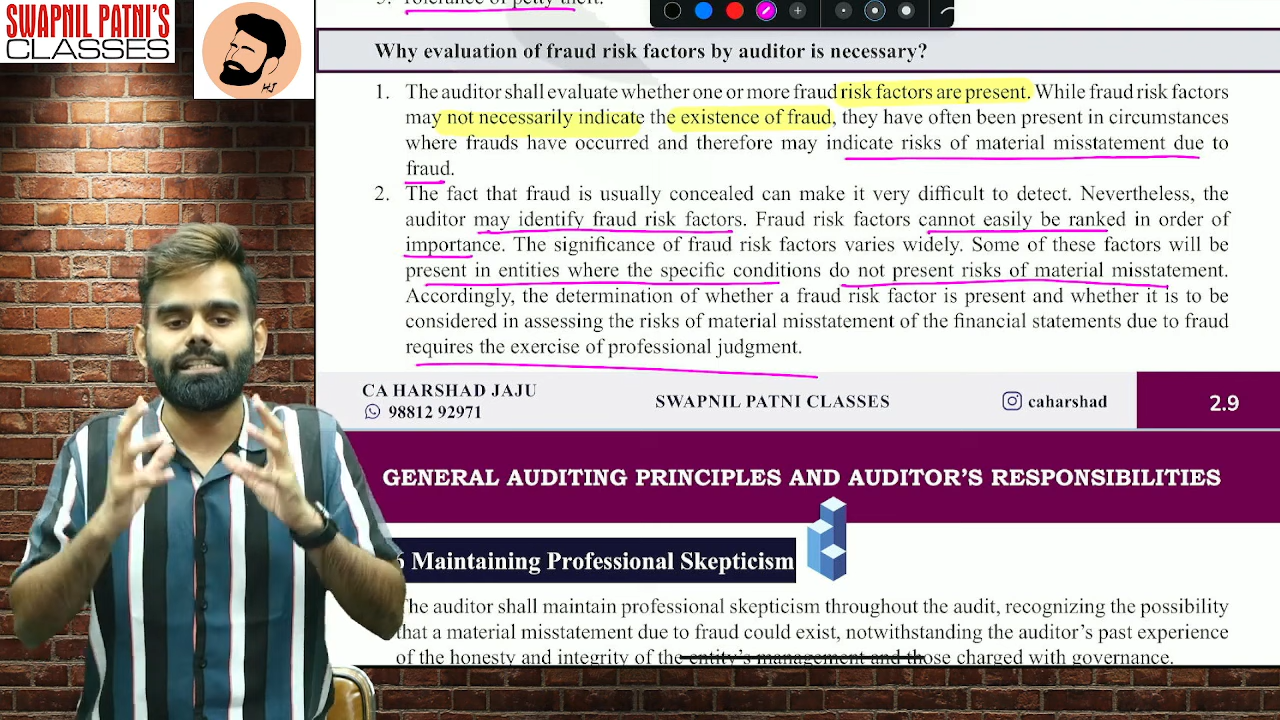 SWAPNIL PATNI'S
CLASSES
HJ
5. Tolerance of petty theft.
Why evaluation of fraud risk factors by auditor is necessary?
1. The auditor shall evaluate whether one or more fraud risk factors are present. While fraud risk factors
may not necessarily indicate the existence of fraud, they have often been present in circumstances
where frauds have occurred and therefore may indicate risks of material misstatement due to
fraud.
2. The fact that fraud is usually concealed can make it very difficult to detect. Nevertheless, the
auditor may identify fraud risk factors. Fraud risk factors cannot easily be ranked in order of
importance. The significance of fraud risk factors varies widely. Some of these factors will be
present in entities where the specific conditions do not present risks of material misstatement.
Accordingly, the determination of whether a fraud risk factor is present and whether it is to be
considered in assessing the risks of material misstatement of the financial statements due to fraud
requires the exercise of professional judgment.
CA HARSHAD JAJU
98812 92971
SWAPNIL PATNI CLASSES
caharshad
2.9
GENERAL AUDITING PRINCIPLES AND AUDITOR'S RESPONSIBILITIES
6 Maintaining Professional Skepticism
The auditor shall maintain professional skepticism throughout the audit, recognizing the possibility
that a material misstatement due to fraud could exist, notwithstanding the auditor's past experience
of the honesty and integrity of the entity's management and those charged with governance.